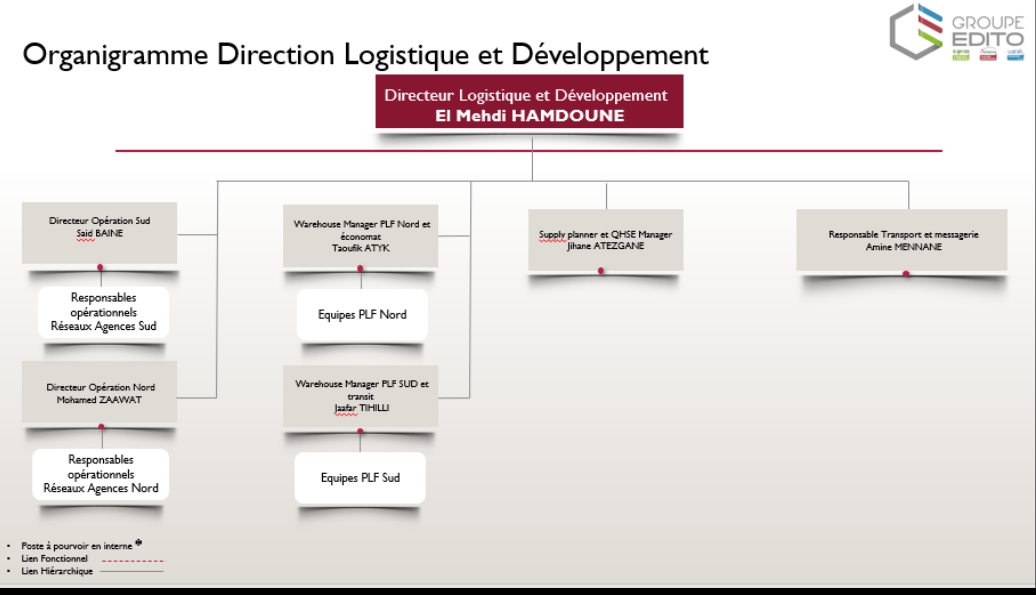 Organigramme Direction Logistique et Développement
GROUPE
EDITO
Directeur Logistique et Développement
El Mehdi HAMDOUNE
Directeur Opération Sud
Said BAINE
Responsables
opérationnels
Réseaux Agences Sud
Directeur Opération Nord
Mohamed ZAAWAT
Responsables
opérationnels
Réseaux Agences Nord
Warehouse Manager PLF Nord et
économat
Taoufik ATYK
Equipes PLF Nord
Warehouse Manager PLF SUD et
transit
Jaafar TIHILLI
Equipes PLF Sud
Supply planner et QHSE Manager
Jihane ATEZGANE
Responsable Transport et messagerie
Amine MENNANE
• Poste à pourvoir en interne *
• Lien Fonctionnel
• Lien Hiérarchique